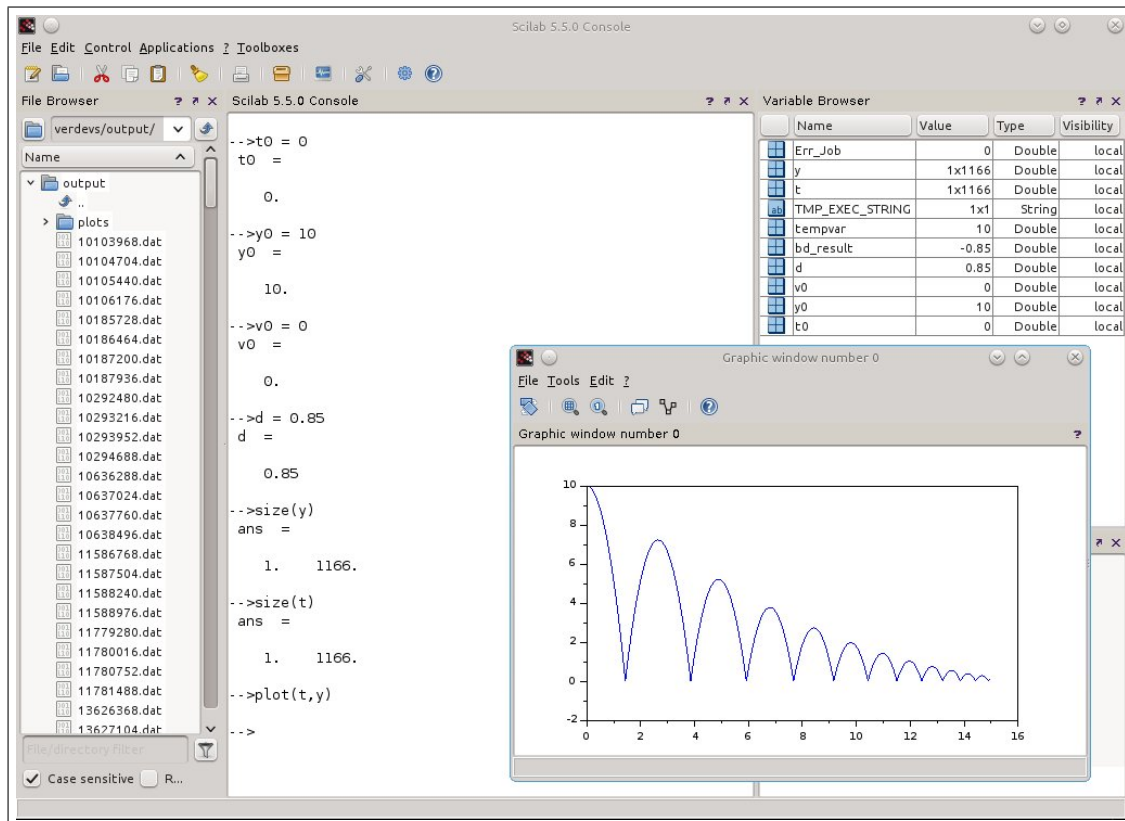 Scilab 5.5.0 Console
File Edit Control Applications ? Toolboxes
File Browser ? ↗ ×
verdevs/output/
Name
output
..
plots
10103968.dat
10104704.dat
10105440.dat
10106176.dat
10185728.dat
10186464.dat
10187200.dat
10187936.dat
10292480.dat
10293216.dat
10293952.dat
10294688.dat
10636288.dat
10637024.dat
10637760.dat
10638496.dat
11586768.dat
11587504.dat
11588240.dat
11588976.dat
11779280.dat
11780016.dat
11780752.dat
11781488.dat
13626368.dat
13627104.dat
File/directory filter
Case sensitive R...
Scilab 5.5.0 Console ? ↗ ×
-->t0 = 0
t0 =
0.
-->y0 = 10
y0 =
10.
-->v0 = 0
v0 =
0.
-->d = 0.85
d =
0.85
-->size(y)
ans =
1. 1166.
-->size(t)
ans =
1. 1166.
-->plot(t,y)
-->
Variable Browser ? ↗ ×
Name Value Type Visibility
Err_Job 0 Double local
y 1x1166 Double local
t 1x1166 Double local
TMP_EXEC_STRING 1x1 String local
tempvar 10 Double local
bd_result -0.85 Double local
d 0.85 Double local
v0 0 Double local
y0 10 Double local
t0 0 Double local
Graphic window number 0
File Tools Edit ?
Graphic window number 0 ?
10
8
6
4
2
0
-2
0 2 4 6 8 10 12 14 16